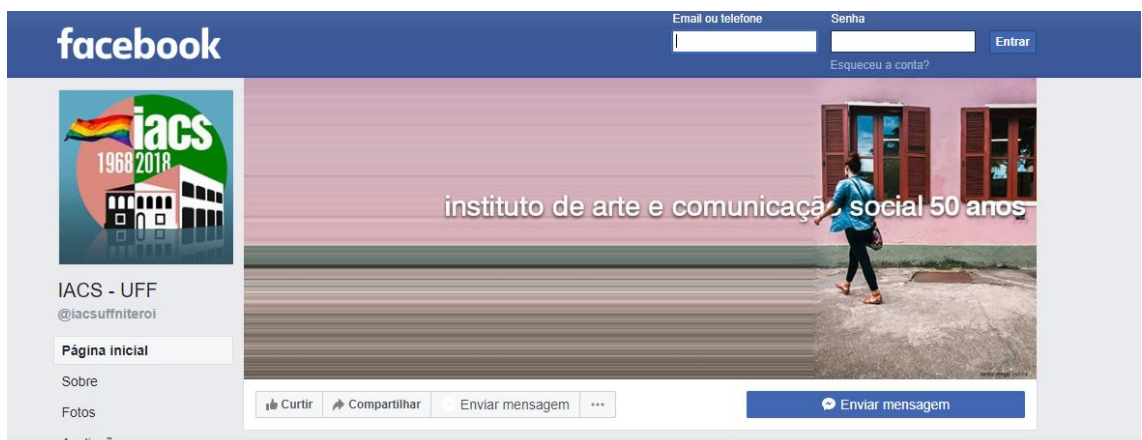 facebook
Email ou telefone
Senha
Entrar
Esqueceu a conta?
iacs
1968 2018
instituto de arte e comunicação social 50 anos
IACS - UFF
@iacsuffniteroi
Página inicial
Sobre
Fotos
Curtir
Compartilhar
Enviar mensagem
Enviar mensagem